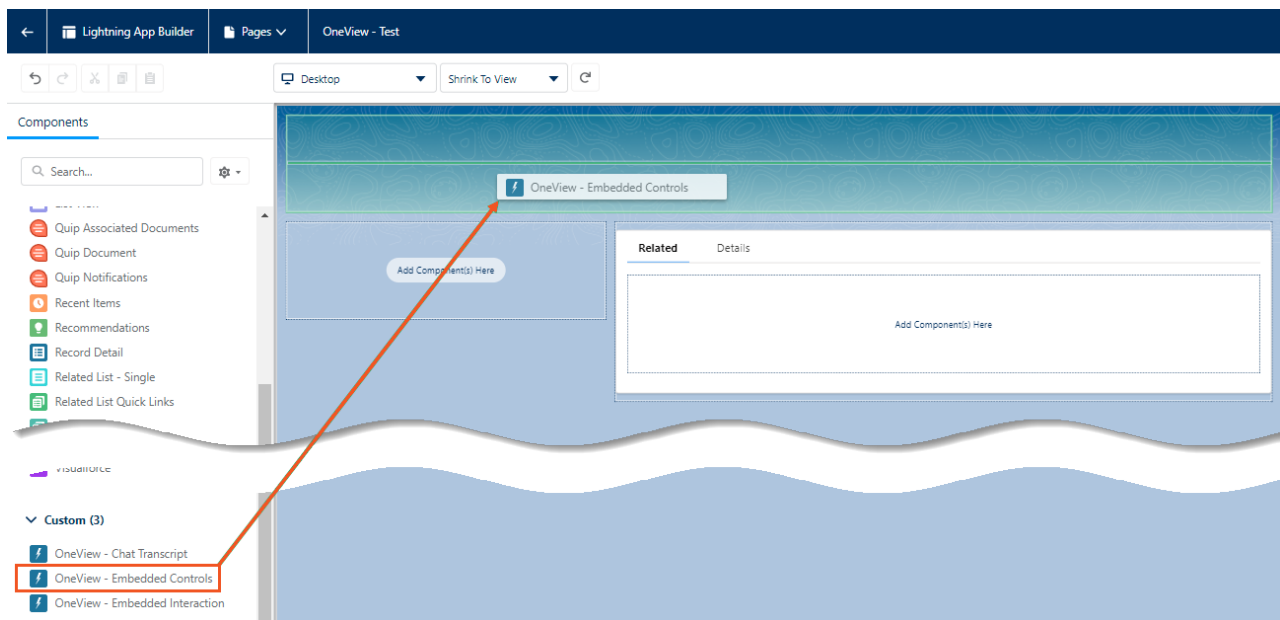 Lightning App Builder
Pages
OneView - Test
Desktop
Shrink To View
Components
Search...
OneView - Embedded Controls
Quip Associated Documents
Quip Document
Quip Notifications
Recent Items
Recommendations
Record Detail
Related List - Single
Related List Quick Links
Add Component(s) Here
Related
Details
Add Component(s) Here
Visualforce
Custom (3)
OneView - Chat Transcript
OneView - Embedded Controls
OneView - Embedded Interaction